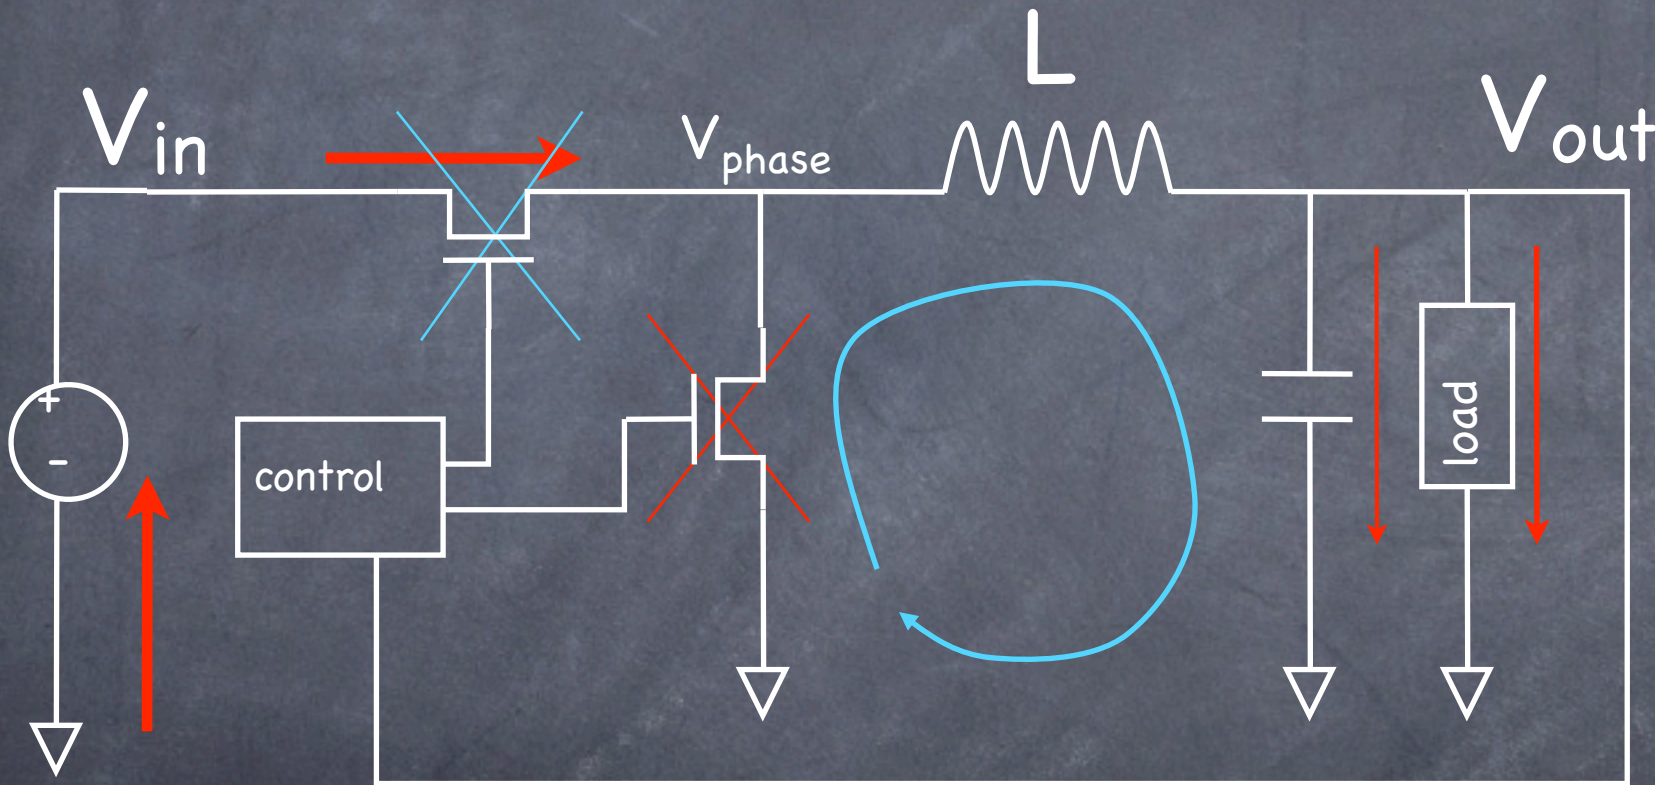 L
Vin
Vphase
Vout
+
-
control
load